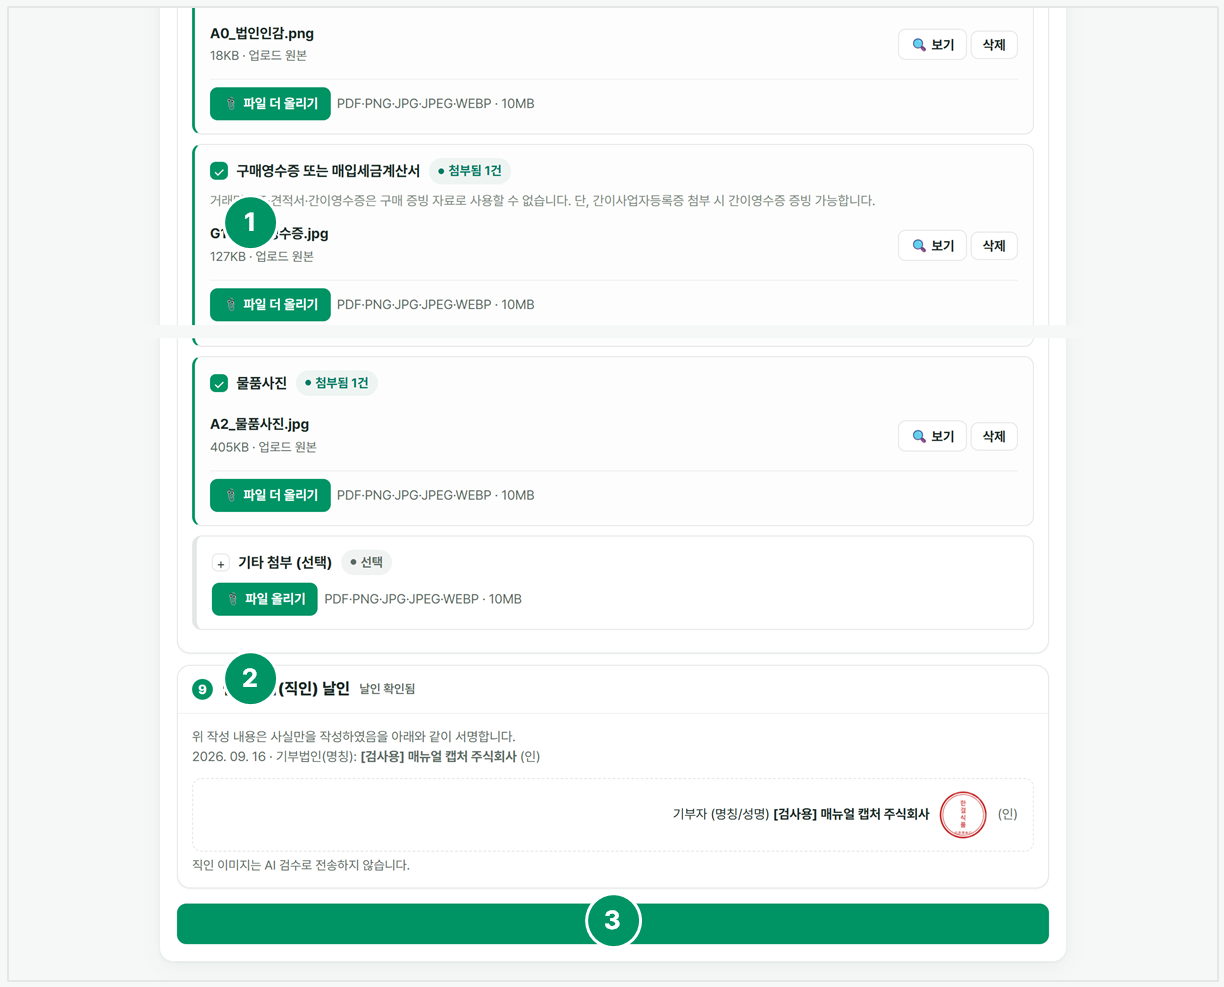 A0_법인인감.png
18KB · 업로드 원본
보기
삭제
파일 더 올리기
PDF·PNG·JPG·JPEG·WEBP · 10MB
구매영수증 또는 매입세금계산서
첨부됨 1건
견적서·간이영수증은 구매 증빙 자료로 사용할 수 없습니다. 단, 간이사업자등록증 첨부 시 간이영수증 증빙 가능합니다.
1
수증.jpg
127KB · 업로드 원본
보기
삭제
파일 더 올리기
PDF·PNG·JPG·JPEG·WEBP · 10MB
물품사진
첨부됨 1건
A2_물품사진.jpg
405KB · 업로드 원본
보기
삭제
파일 더 올리기
PDF·PNG·JPG·JPEG·WEBP · 10MB
기타 첨부 (선택)
선택
파일 올리기
PDF·PNG·JPG·JPEG·WEBP · 10MB
9
2
(직인) 날인
날인 확인됨
위 작성 내용은 사실만을 작성하였음을 아래와 같이 서명합니다.
2026. 09. 16 · 기부법인(명칭): [검사용] 매뉴얼 캡처 주식회사 (인)
기부자 (명칭/성명) [검사용] 매뉴얼 캡처 주식회사
한결식품
(인)
직인 이미지는 AI 검수로 전송하지 않습니다.
3